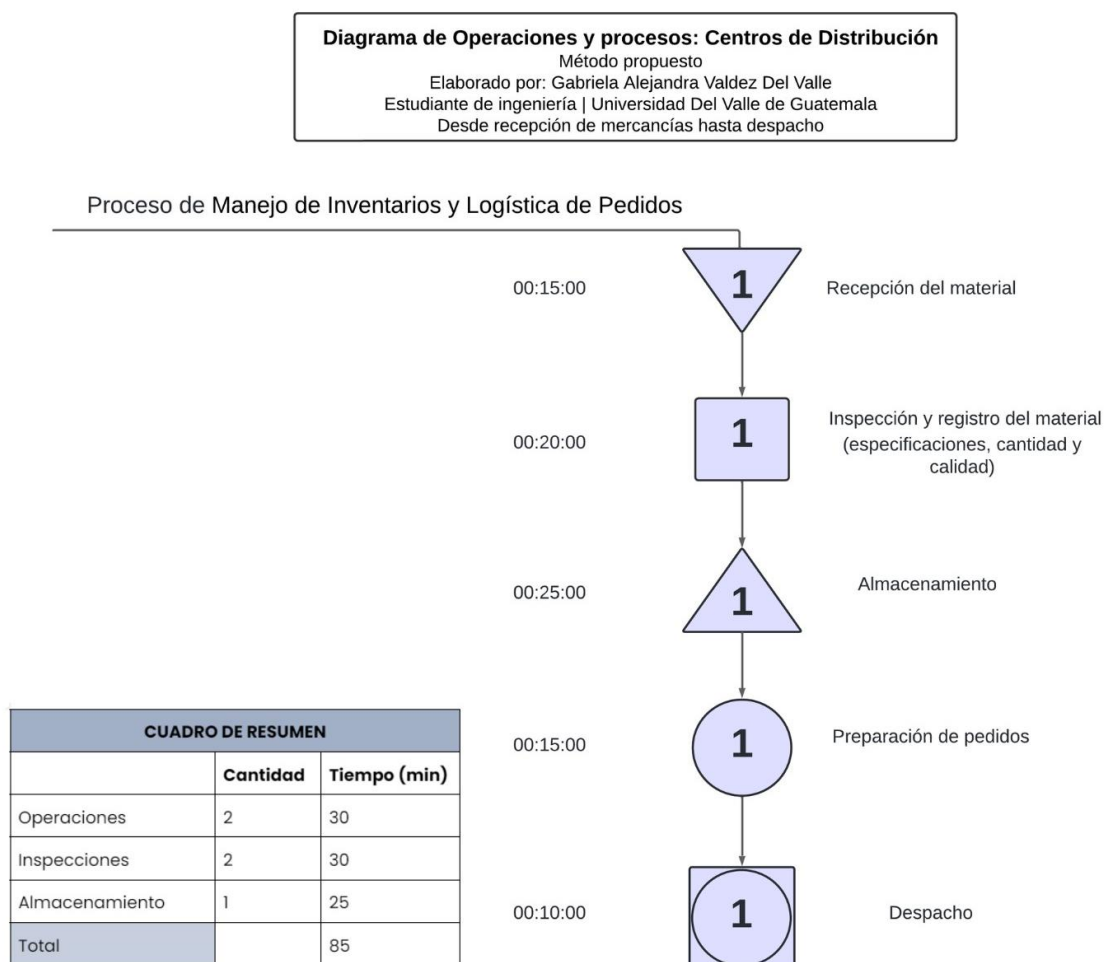 Diagrama de Operaciones y procesos: Centros de Distribución
Método propuesto
Elaborado por: Gabriela Alejandra Valdez Del Valle
Estudiante de ingeniería | Universidad Del Valle de Guatemala
Desde recepción de mercancías hasta despacho
Proceso de Manejo de Inventarios y Logística de Pedidos
00:15:00 1 Recepción del material
00:20:00 1 Inspección y registro del material
(especificaciones, cantidad y
calidad)
00:25:00 1 Almacenamiento
00:15:00 1 Preparación de pedidos
00:10:00 1 Despacho
CUADRO DE RESUMEN
Cantidad Tiempo (min)
Operaciones 2 30
Inspecciones 2 30
Almacenamiento 1 25
Total 85